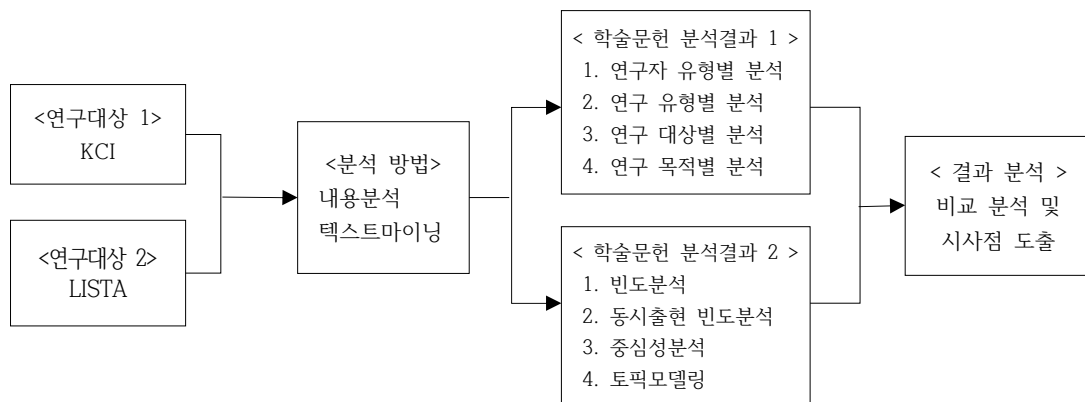 <연구대상 1>
KCI
<연구대상 2>
LISTA
<분석 방법>
내용분석
텍스트마이닝
< 학술문헌 분석결과 1 >
1. 연구자 유형별 분석
2. 연구 유형별 분석
3. 연구 대상별 분석
4. 연구 목적별 분석
< 학술문헌 분석결과 2 >
1. 빈도분석
2. 동시출현 빈도분석
3. 중심성분석
4. 토픽모델링
< 결과 분석 >
비교 분석 및
시사점 도출